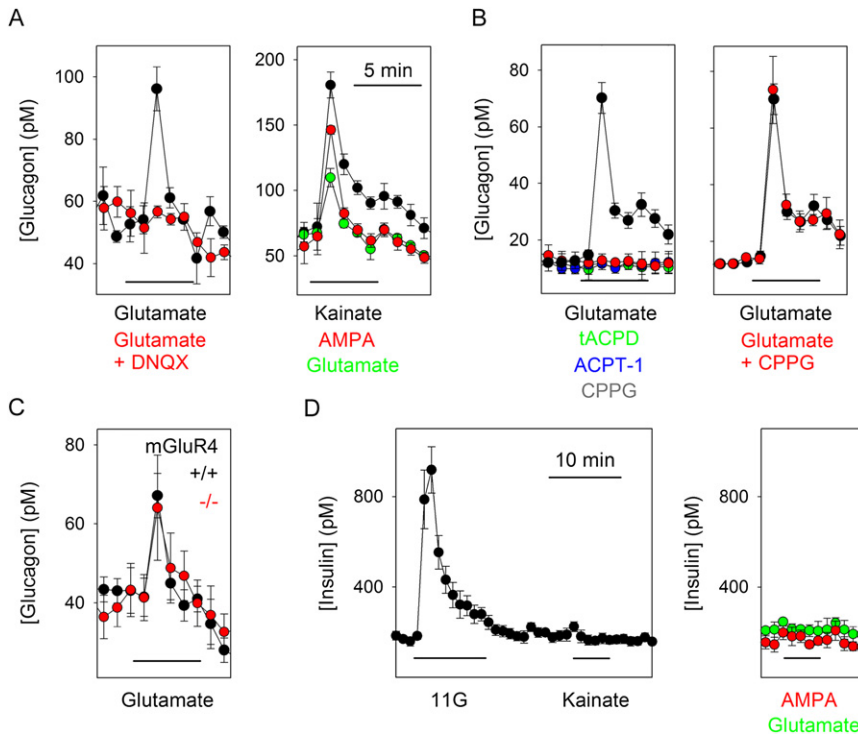 A
B
[Glucagon] (pM)
100
80
60
40
Glutamate
Glutamate
+ DNQX
200
150
100
50
5 min
Kainate
AMPA
Glutamate
[Glucagon] (pM)
80
60
40
20
Glutamate
tACPD
ACPT-1
CPPG
Glutamate
Glutamate
+ CPPG
C
D
[Glucagon] (pM)
80
60
40
mGluR4
+/+
-/-
Glutamate
[Insulin] (pM)
800
400
10 min
11G
Kainate
[Insulin] (pM)
800
400
AMPA
Glutamate